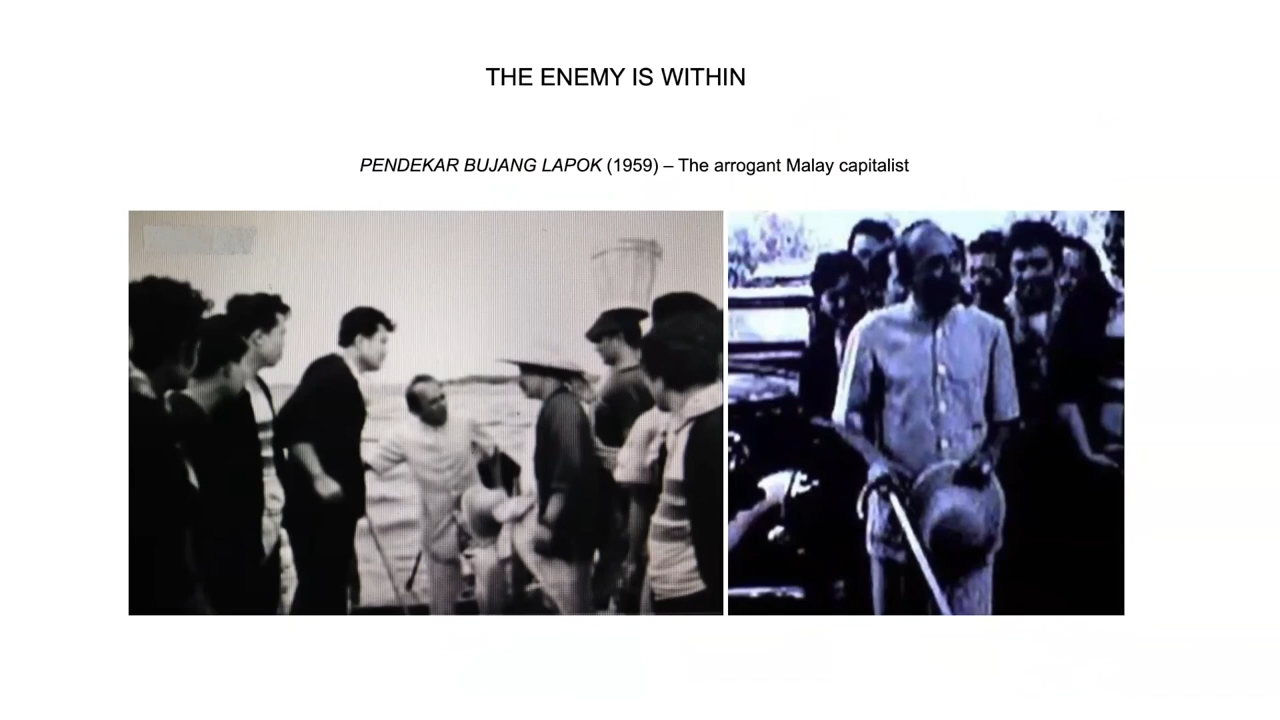 THE ENEMY IS WITHIN
PENDEKAR BUJANG LAPOK (1959) – The arrogant Malay capitalist